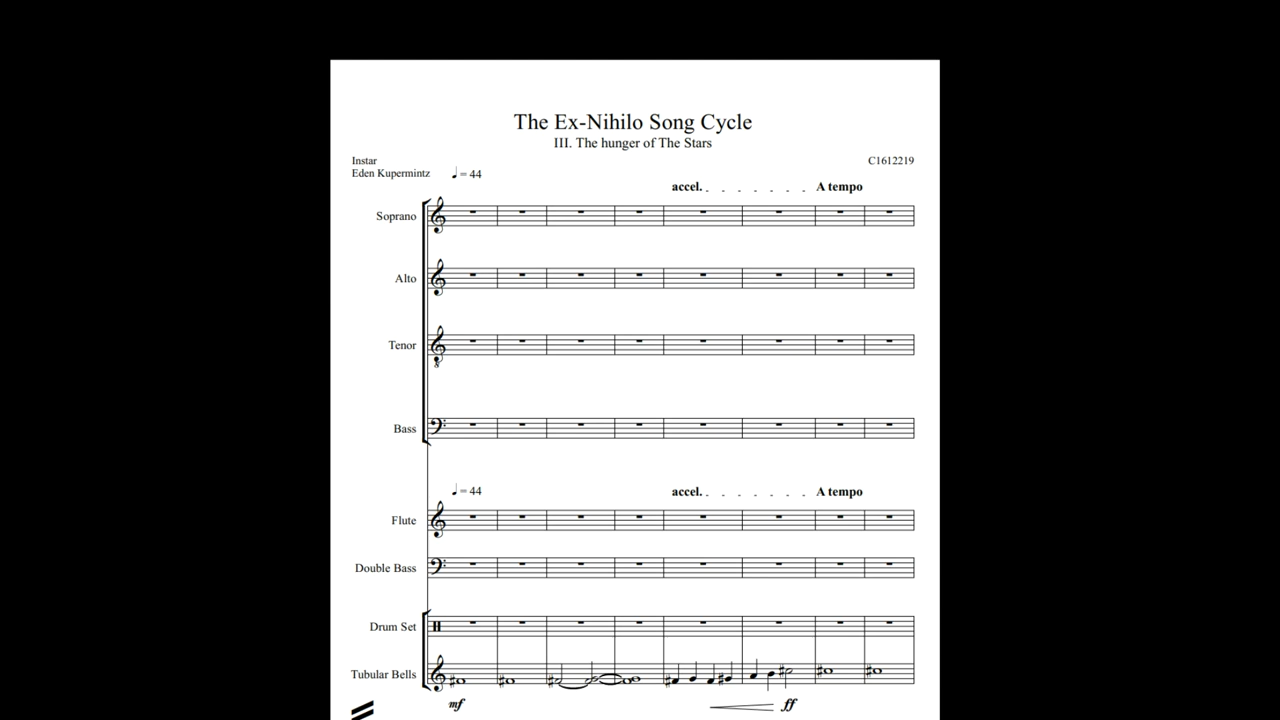 The Ex-Nihilo Song Cycle
III. The hunger of The Stars
Instar
C1612219
Eden Kupermintz
♩ = 44
accel.
A tempo
Soprano
Alto
Tenor
8
Bass
♩ = 44
accel.
A tempo
Flute
Double Bass
Drum Set
Tubular Bells
mf
ff